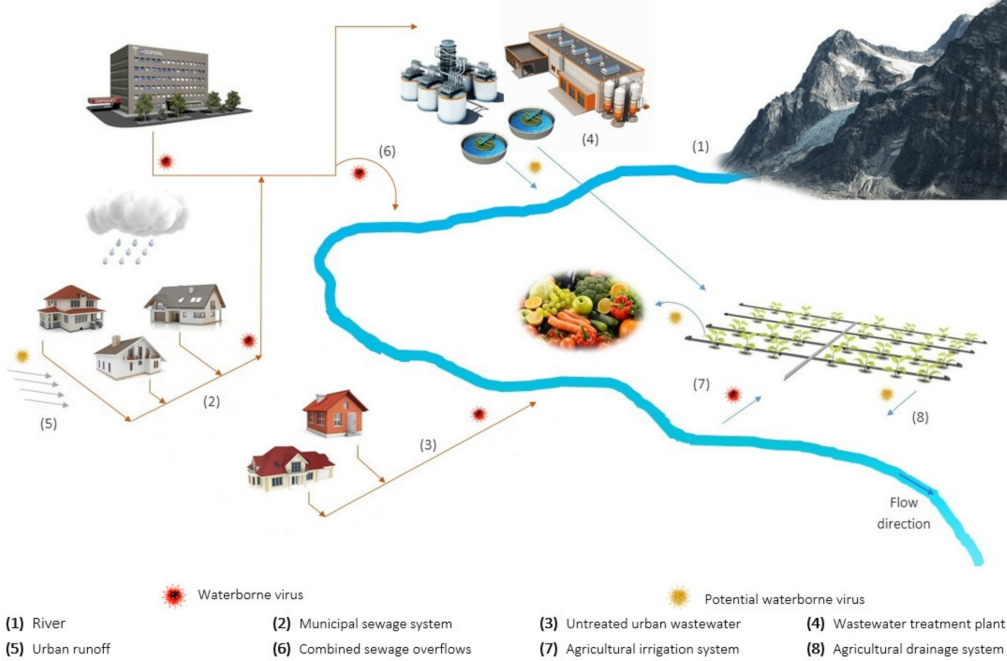 HOSPITAL
(4)
(1)
(6)
(7)
(2)
(5)
(8)
(3)
Flow
direction
Waterborne virus
Potential waterborne virus
(1) River
(2) Municipal sewage system
(3) Untreated urban wastewater
(4) Wastewater treatment plant
(5) Urban runoff
(6) Combined sewage overflows
(7) Agricultural irrigation system
(8) Agricultural drainage system